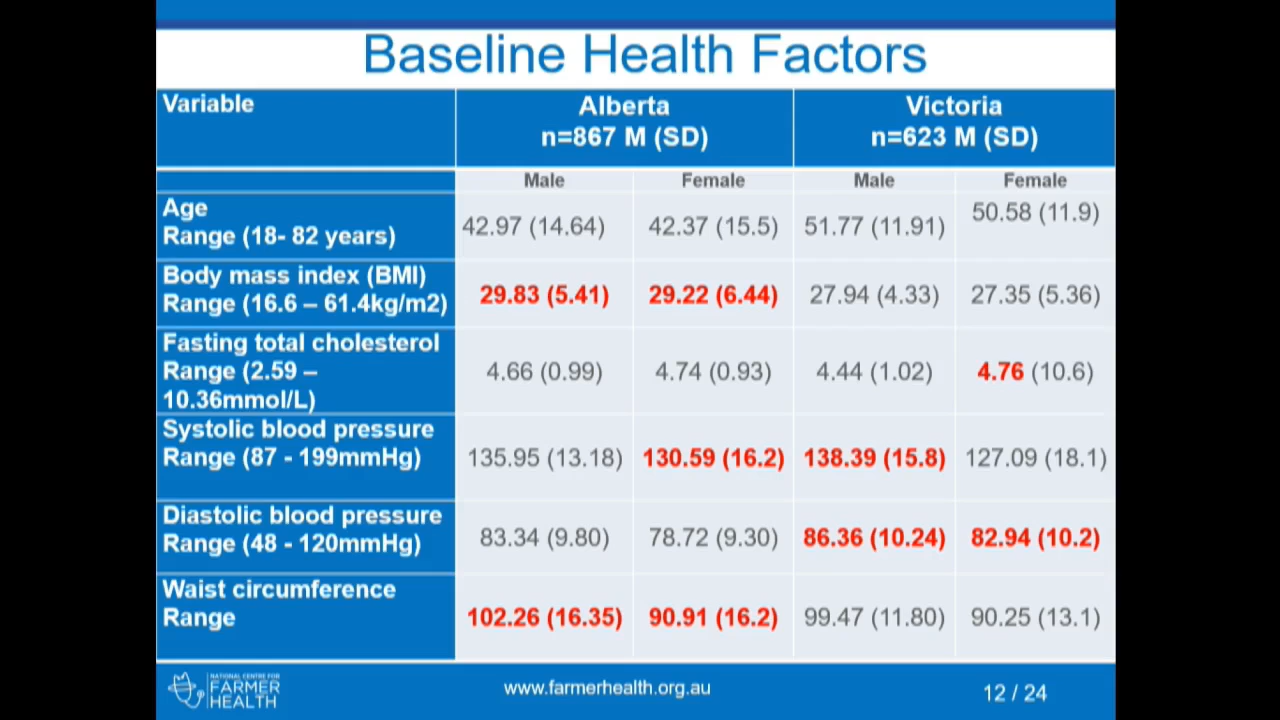 Baseline Health Factors
Variable
Alberta
n=867 M (SD)
Victoria
n=623 M (SD)
Male
Female
Male
Female
Age
Range (18- 82 years)
42.97 (14.64)
42.37 (15.5)
51.77 (11.91)
50.58 (11.9)
Body mass index (BMI)
Range (16.6 – 61.4kg/m2)
29.83 (5.41)
29.22 (6.44)
27.94 (4.33)
27.35 (5.36)
Fasting total cholesterol
Range (2.59 –
10.36mmol/L)
4.66 (0.99)
4.74 (0.93)
4.44 (1.02)
4.76 (10.6)
Systolic blood pressure
Range (87 - 199mmHg)
135.95 (13.18)
130.59 (16.2)
138.39 (15.8)
127.09 (18.1)
Diastolic blood pressure
Range (48 - 120mmHg)
83.34 (9.80)
78.72 (9.30)
86.36 (10.24)
82.94 (10.2)
Waist circumference
Range
102.26 (16.35)
90.91 (16.2)
99.47 (11.80)
90.25 (13.1)
NATIONAL CENTRE FOR
FARMER
HEALTH
www.farmerhealth.org.au
12 / 24